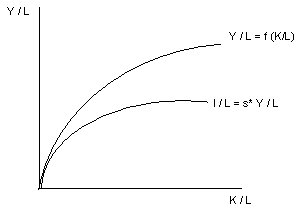 Y / L
Y / L = f (K/L)
I / L = s* Y / L
K / L